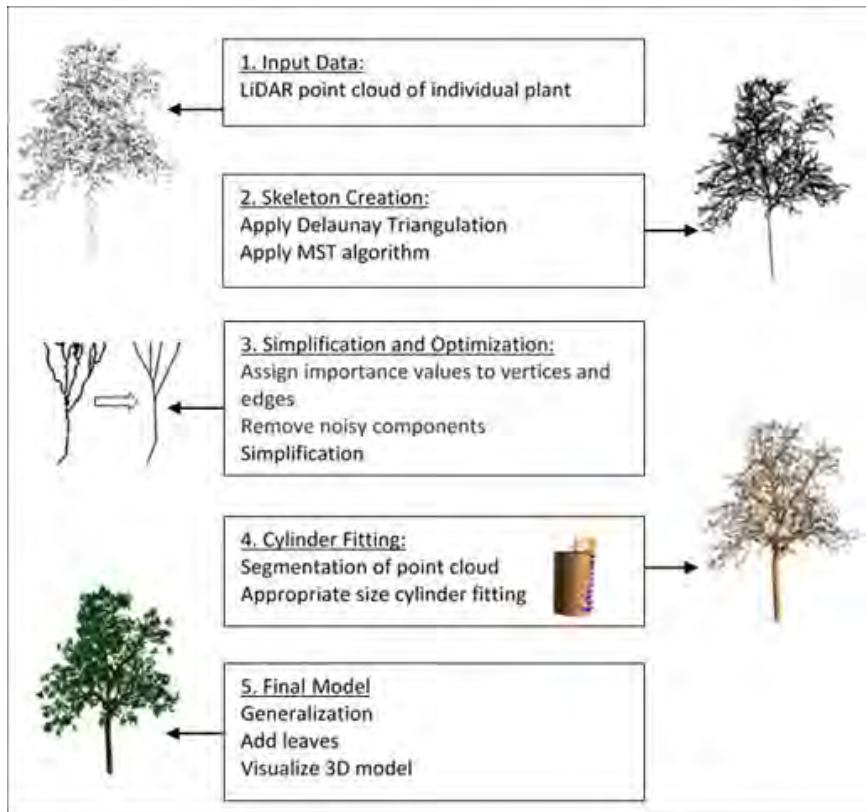 1. Input Data:
LiDAR point cloud of individual plant
2. Skeleton Creation:
Apply Delaunay Triangulation
Apply MST algorithm
3. Simplification and Optimization:
Assign importance values to vertices and
edges
Remove noisy components
Simplification
4. Cylinder Fitting:
Segmentation of point cloud
Appropriate size cylinder fitting
5. Final Model
Generalization
Add leaves
Visualize 3D model